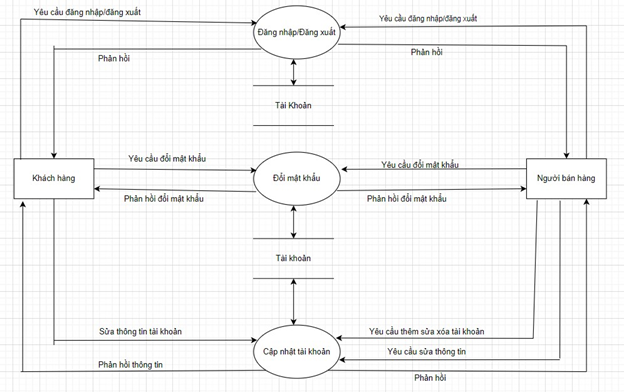 Yêu cầu đăng nhập/đăng xuất
Yêu cầu đăng nhập/đăng xuất
Đăng nhập/Đăng xuất
Phản hồi
Phản hồi
Tài Khoản
Yêu cầu đổi mật khẩu
Yêu cầu đổi mật khẩu
Khách hàng
Đổi mật khẩu
Người bán hàng
Phản hồi đổi mật khẩu
Phản hồi đổi mật khẩu
Tài khoản
Sửa thông tin tài khoản
Yêu cầu thêm sửa xóa tài khoản
Cập nhật tài khoản
Yêu cầu sửa thông tin
Phản hồi thông tin
Phản hồi